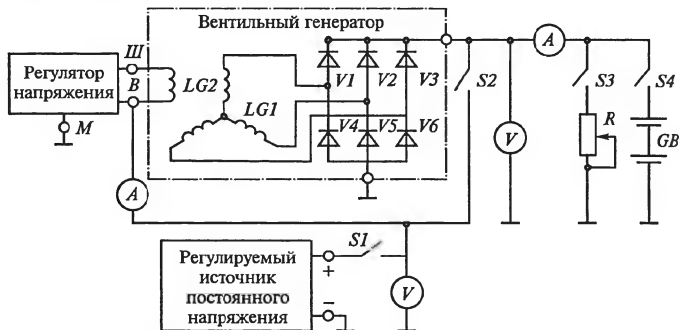 Вентильный генератор
Ш
Регулятор
напряжения
В
М
LG2
LG1
V1
V2
V3
V4
V5
V6
A
S2
S3
S4
V
R
GB
A
S1
Регулируемый
источник
постоянного
напряжения
+
−
V